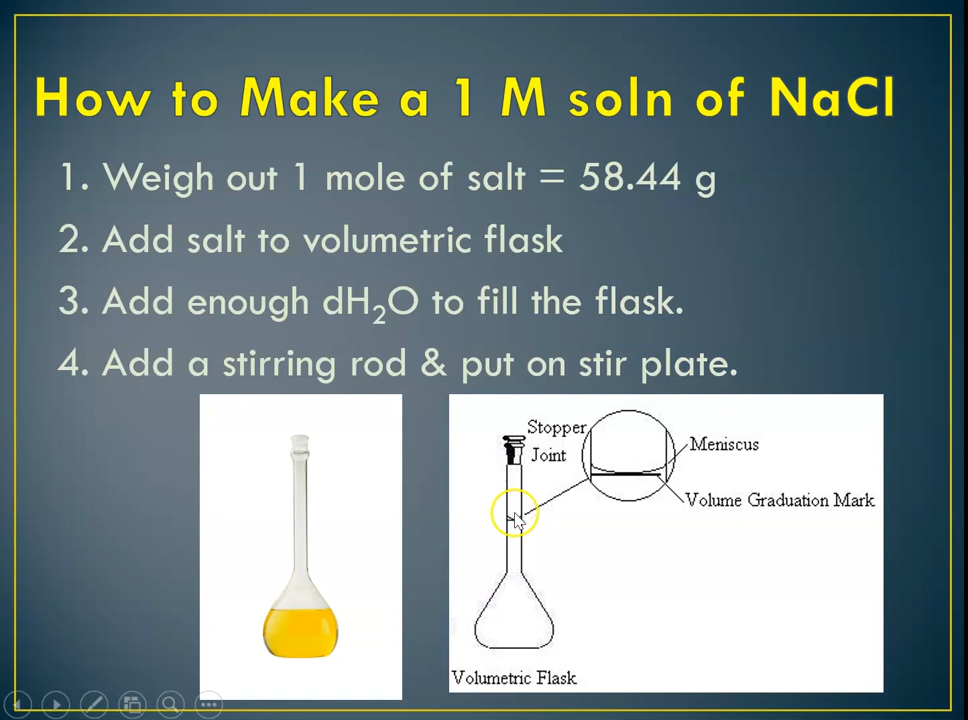 How to Make a 1 M soln of NaCl
1. Weigh out 1 mole of salt = 58.44 g
2. Add salt to volumetric flask
3. Add enough dH₂O to fill the flask.
4. Add a stirring rod & put on stir plate.
Stopper
Joint
Meniscus
Volume Graduation Mark
Volumetric Flask